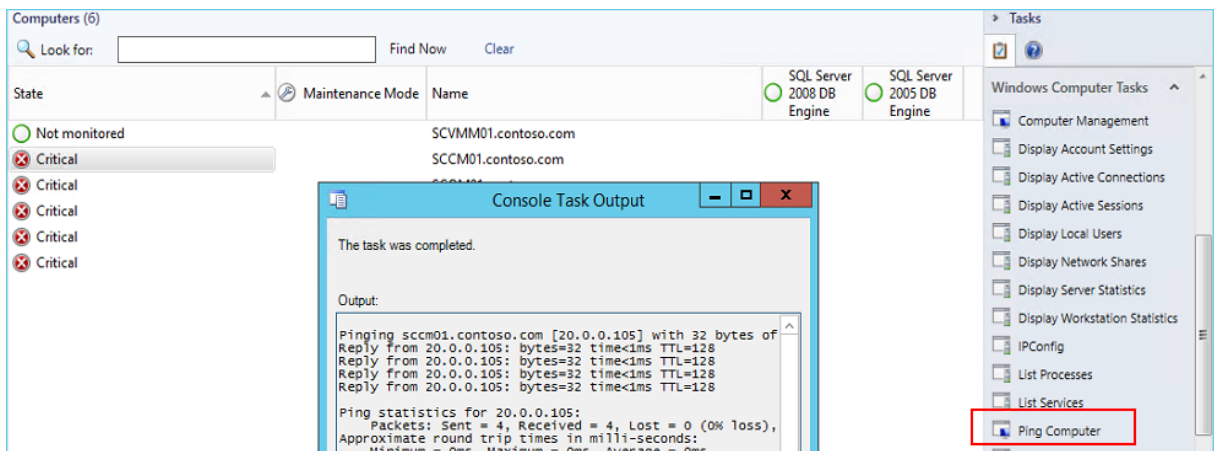 Computers (6)
Look for:
Find Now
Clear
State
Maintenance Mode
Name
SQL Server
2008 DB
Engine
SQL Server
2005 DB
Engine
Not monitored
SCVMM01.contoso.com
Critical
SCCM01.contoso.com
Critical
Critical
Critical
Critical
Console Task Output
The task was completed.
Output:
Pinging sccm01.contoso.com [20.0.0.105] with 32 bytes of
Reply from 20.0.0.105: bytes=32 time<1ms TTL=128
Reply from 20.0.0.105: bytes=32 time<1ms TTL=128
Reply from 20.0.0.105: bytes=32 time<1ms TTL=128
Reply from 20.0.0.105: bytes=32 time<1ms TTL=128
Ping statistics for 20.0.0.105:
Packets: Sent = 4, Received = 4, Lost = 0 (0% loss),
Approximate round trip times in milli-seconds:
Minimum = 0ms, Maximum = 0ms, Average = 0ms
Tasks
Windows Computer Tasks
Computer Management
Display Account Settings
Display Active Connections
Display Active Sessions
Display Local Users
Display Network Shares
Display Server Statistics
Display Workstation Statistics
IPConfig
List Processes
List Services
Ping Computer